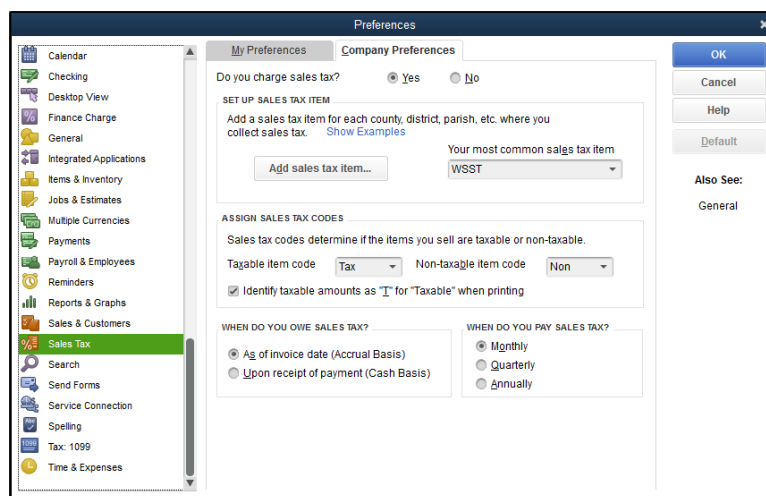 Preferences
Calendar
Checking
Desktop View
Finance Charge
General
Integrated Applications
Items & Inventory
Jobs & Estimates
Multiple Currencies
Payments
Payroll & Employees
Reminders
Reports & Graphs
Sales & Customers
Sales Tax
Search
Send Forms
Service Connection
Spelling
Tax: 1099
Time & Expenses
My Preferences
Company Preferences
Do you charge sales tax? Yes No
SET UP SALES TAX ITEM
Add a sales tax item for each county, district, parish, etc. where you
collect sales tax. Show Examples
Your most common sales tax item
Add sales tax item...
WSST
ASSIGN SALES TAX CODES
Sales tax codes determine if the items you sell are taxable or non-taxable.
Taxable item code Tax Non-taxable item code Non
Identify taxable amounts as "T" for "Taxable" when printing
WHEN DO YOU OWE SALES TAX?
As of invoice date (Accrual Basis)
Upon receipt of payment (Cash Basis)
WHEN DO YOU PAY SALES TAX?
Monthly
Quarterly
Annually
OK
Cancel
Help
Default
Also See:
General